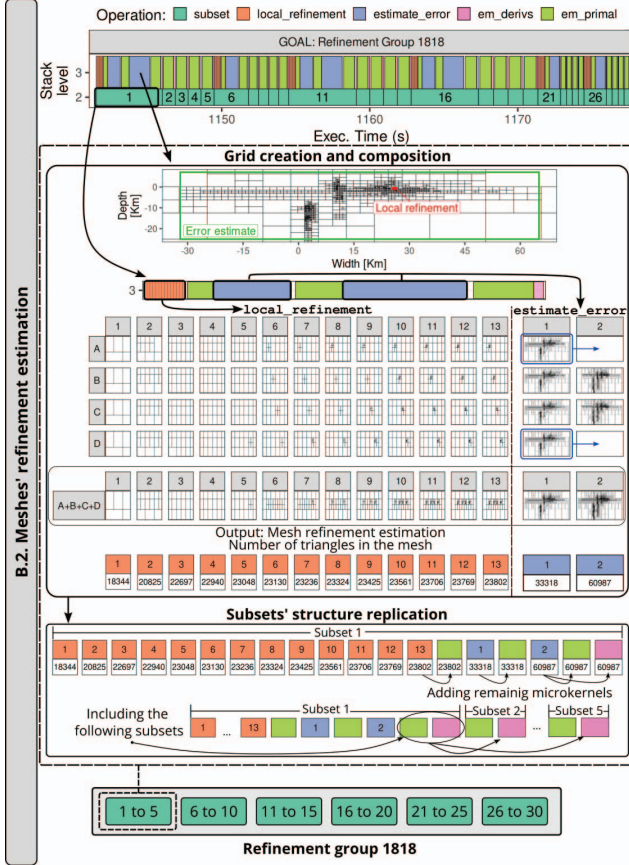 Operation: subset local_refinement estimate_error em_derivs em_primal
GOAL: Refinement Group 1818
Stack level
3
2
1 2 3 4 5 6 11 16 21 26
1150 1160 1170
Exec. Time (s)
B.2. Meshes' refinement estimation
Grid creation and composition
Depth [Km]
0
-10
-20
Local refinement
Error estimate
-30 -15 0 15 30 45 60
Width [Km]
3
local_refinement estimate_error
1 2 3 4 5 6 7 8 9 10 11 12 13 1 2
A
B
C
D
1 2 3 4 5 6 7 8 9 10 11 12 13 1 2
A+B+C+D
Output: Mesh refinement estimation
Number of triangles in the mesh
1 2 3 4 5 6 7 8 9 10 11 12 13 1 2
18344 20825 22697 22940 23048 23130 23236 23324 23425 23561 23706 23769 23802 33318 60987
Subsets' structure replication
Subset 1
1 2 3 4 5 6 7 8 9 10 11 12 13 1 2
18344 20825 22697 22940 23048 23130 23236 23324 23425 23561 23706 23769 23802 23802 33318 33318 60987 60987 60987
Adding remainig microkernels
Including the following subsets
Subset 1 Subset 2 Subset 5
1 ... 13 1 2 ...
1 to 5 6 to 10 11 to 15 16 to 20 21 to 25 26 to 30
Refinement group 1818